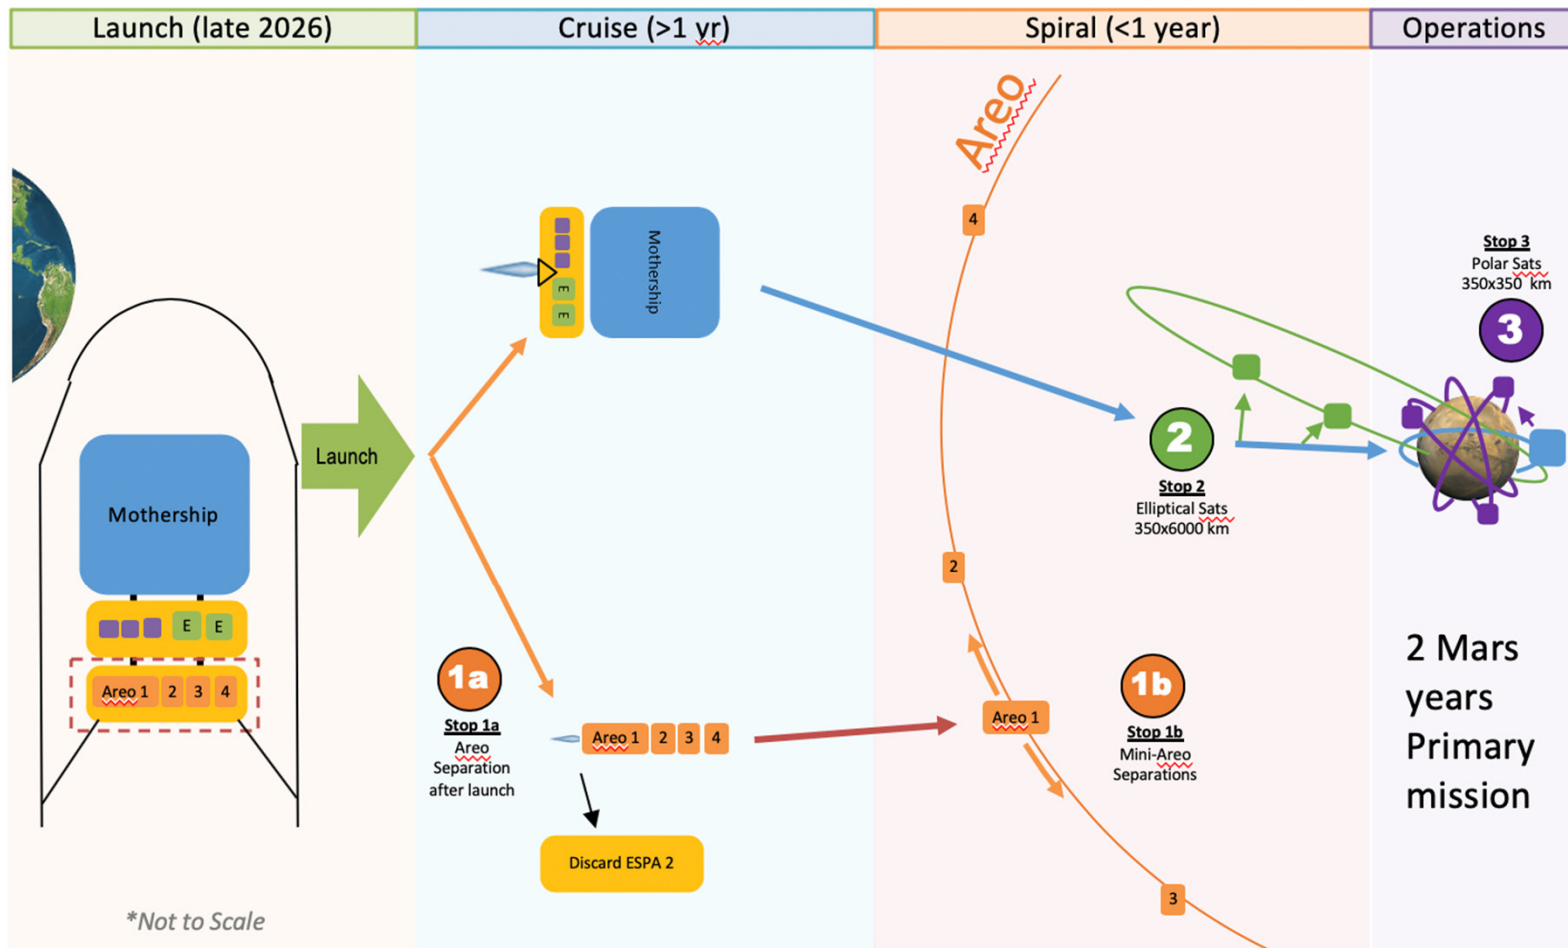 Launch (late 2026)
Cruise (>1 yr)
Spiral (<1 year)
Operations
Mothership
E E
Areo 1 2 3 4
*Not to Scale
Launch
E
E
Mothership
1a
Stop 1a
Areo
Separation
after launch
Areo 1 2 3 4
Discard ESPA 2
Areo
4
2
Areo 1
3
1b
Stop 1b
Mini-Areo
Separations
2
Stop 2
Elliptical Sats
350x6000 km
Stop 3
Polar Sats
350x350 km
3
2 Mars
years
Primary
mission